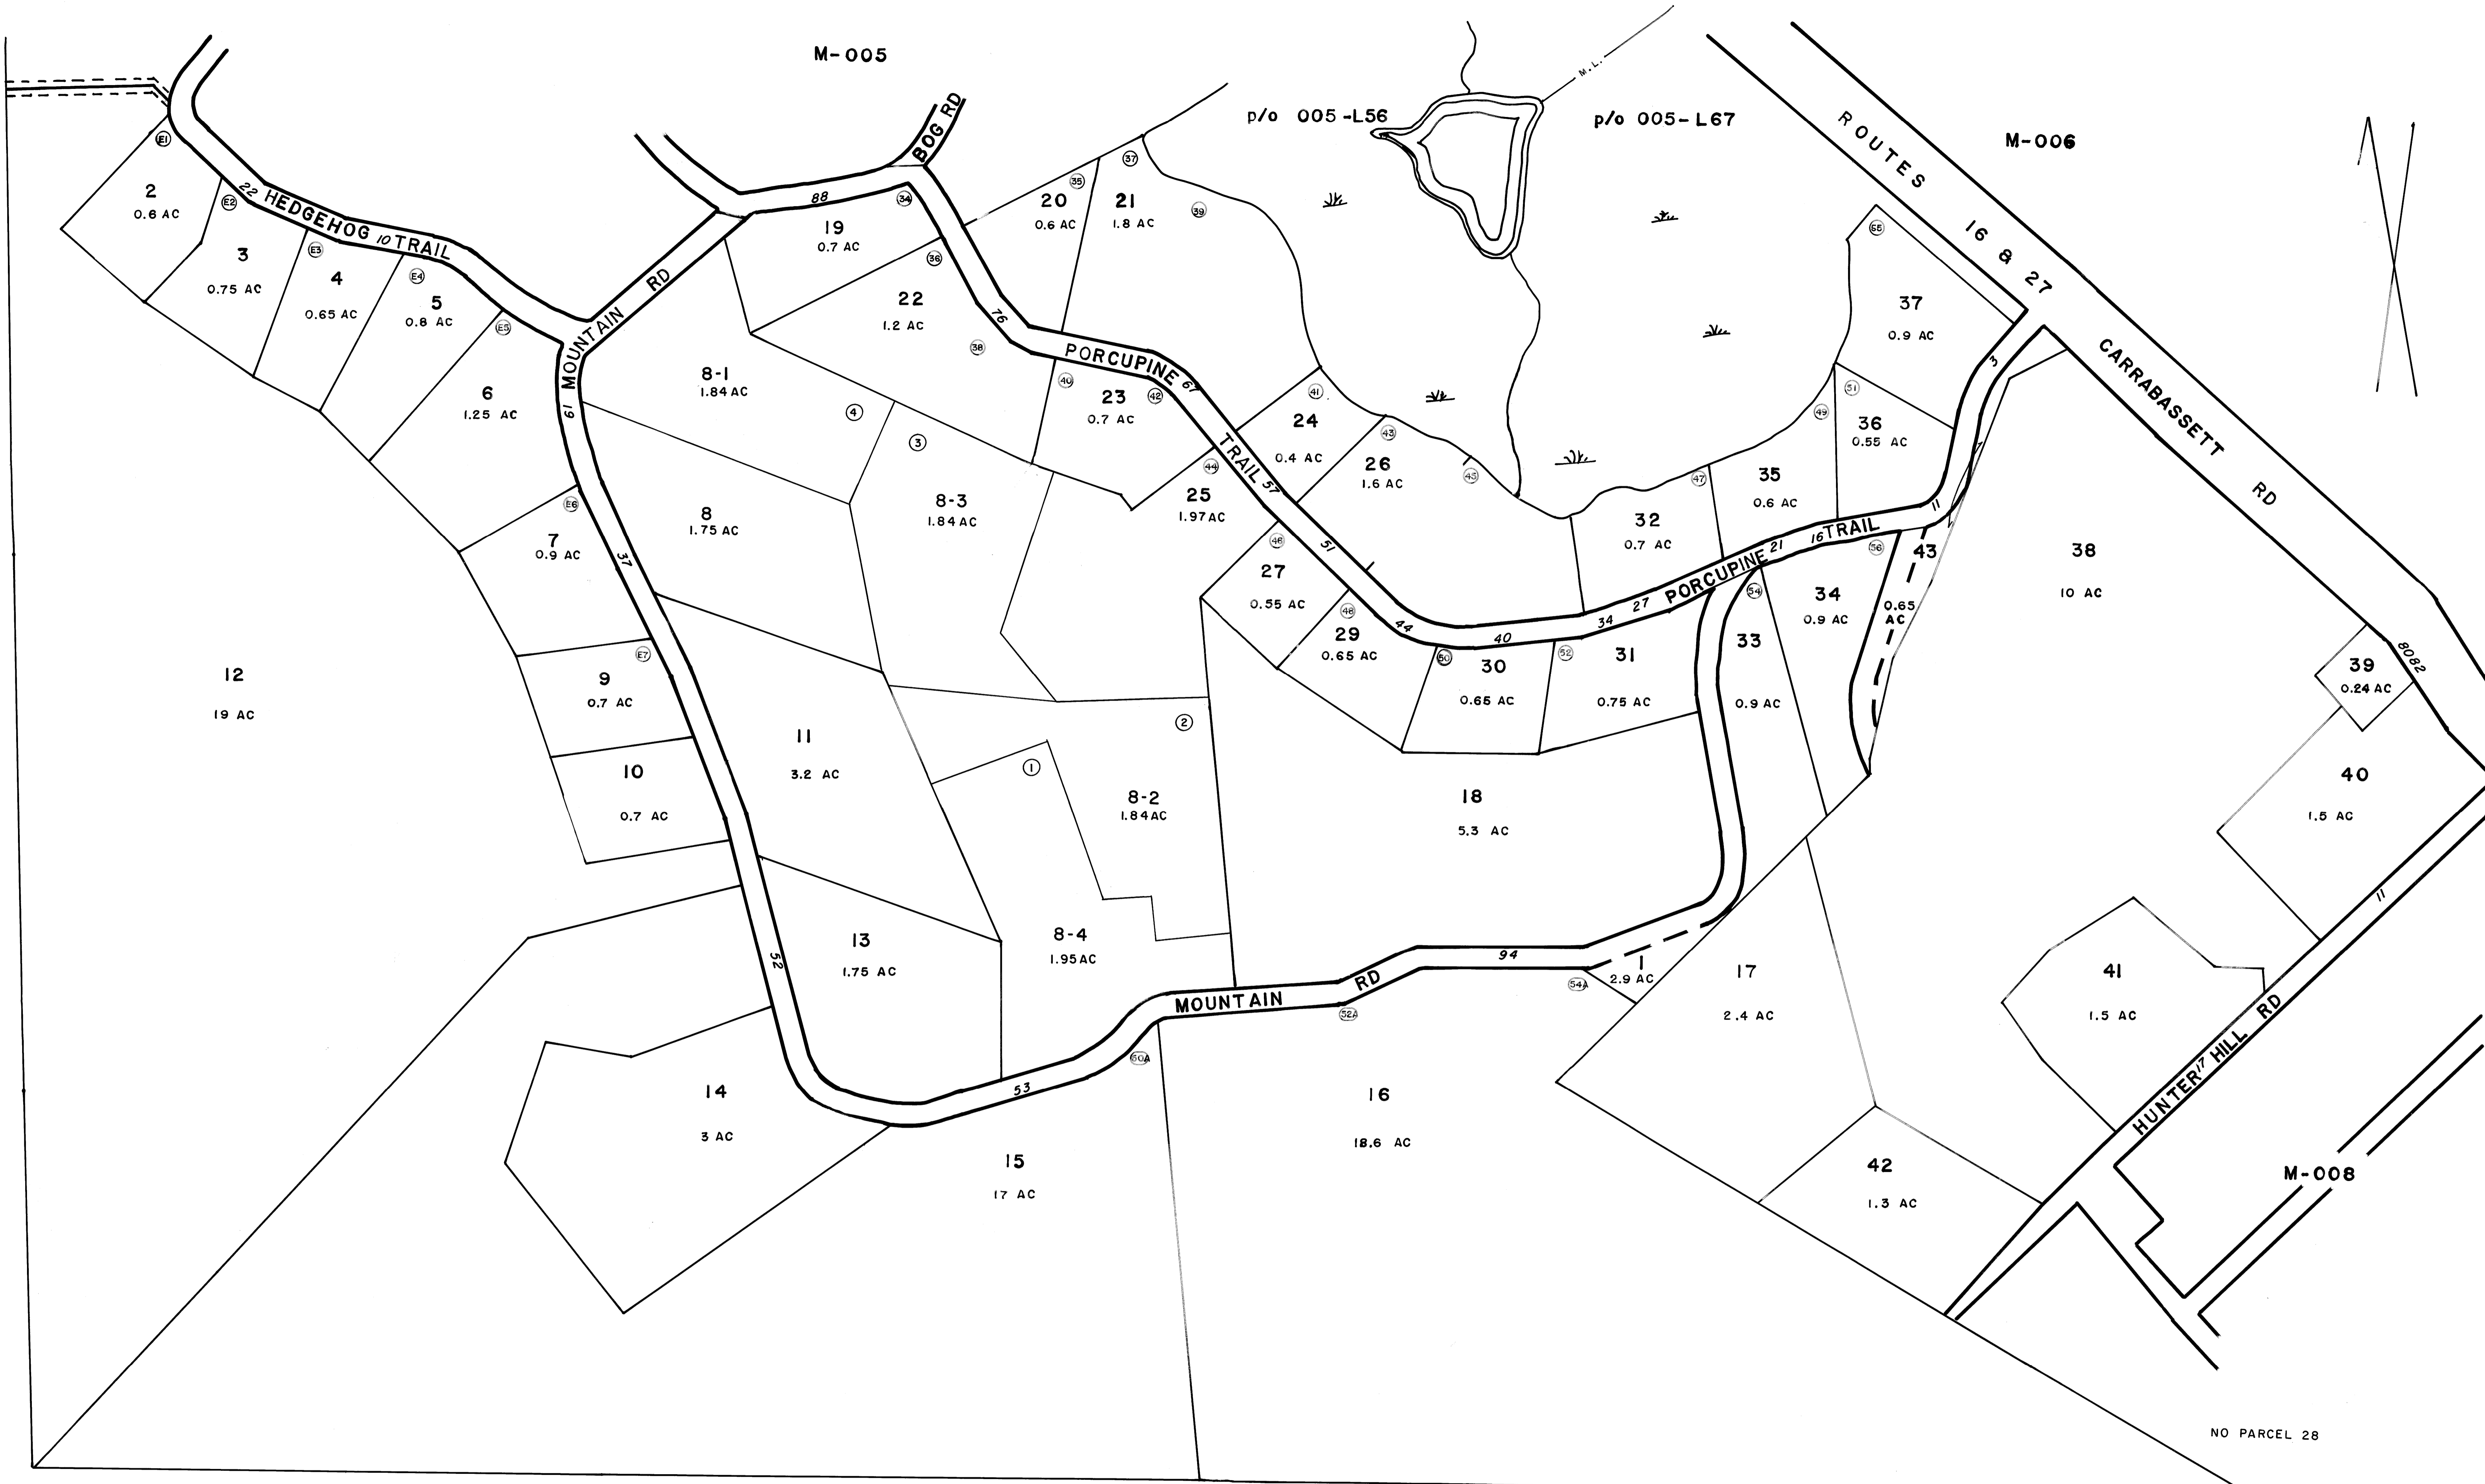 M-005
BOG RD
p/o 005-L56
M.L.
p/o 005-L67
ROUTES 16 & 27
M-006
CARRABASSETT RD
E1
2
0.6 AC
22
HEDGEHOG 10 TRAIL
E2
3
0.75 AC
E3
4
0.65 AC
E4
5
0.8 AC
E5
6
1.25 AC
MOUNTAIN RD
61
88
34
19
0.7 AC
36
22
1.2 AC
38
76
35
20
0.6 AC
37
21
1.8 AC
39
PORCUPINE
67
TRAIL
57
51
40
23
0.7 AC
42
41
24
0.4 AC
43
26
1.6 AC
45
44
25
1.97 AC
46
27
0.55 AC
48
29
0.65 AC
44
40
50
30
0.65 AC
52
31
0.75 AC
34
27
PORCUPINE
21
16 TRAIL
11
47
32
0.7 AC
35
0.6 AC
49
51
36
0.55 AC
55
37
0.9 AC
3
54
33
0.9 AC
34
0.9 AC
56
43
0.65
AC
38
10 AC
8082
39
0.24 AC
40
1.5 AC
11
41
1.5 AC
HUNTER 17 HILL RD
M-008
8-1
1.84 AC
4
3
8-3
1.84 AC
8
1.75 AC
E6
7
0.9 AC
37
E7
9
0.7 AC
10
0.7 AC
11
3.2 AC
12
19 AC
2
8-2
1.84 AC
1
8-4
1.95 AC
18
5.3 AC
52
13
1.75 AC
14
3 AC
53
50A
MOUNTAIN RD
52A
94
54A
1
2.9 AC
17
2.4 AC
15
17 AC
16
18.6 AC
42
1.3 AC
NO PARCEL 28